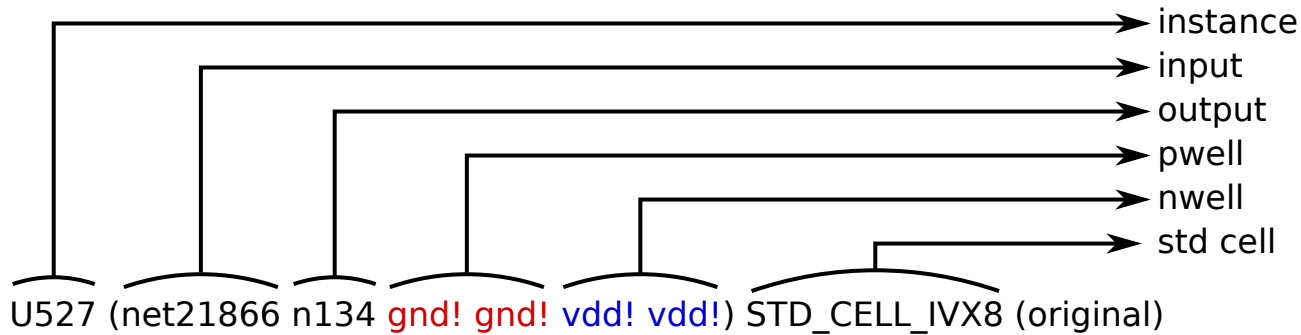 instance
input
output
pwell
nwell
std cell
U527 (net21866 n134 gnd! gnd! vdd! vdd!) STD_CELL_IVX8 (original)